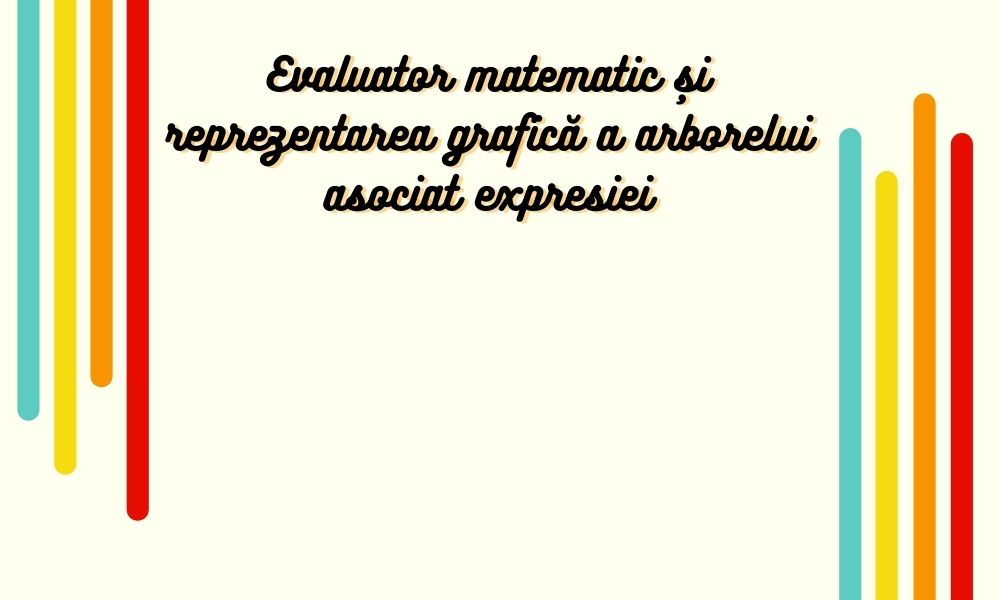 Evaluator matematic și
reprezentarea grafică a arborelui
asociat expresiei